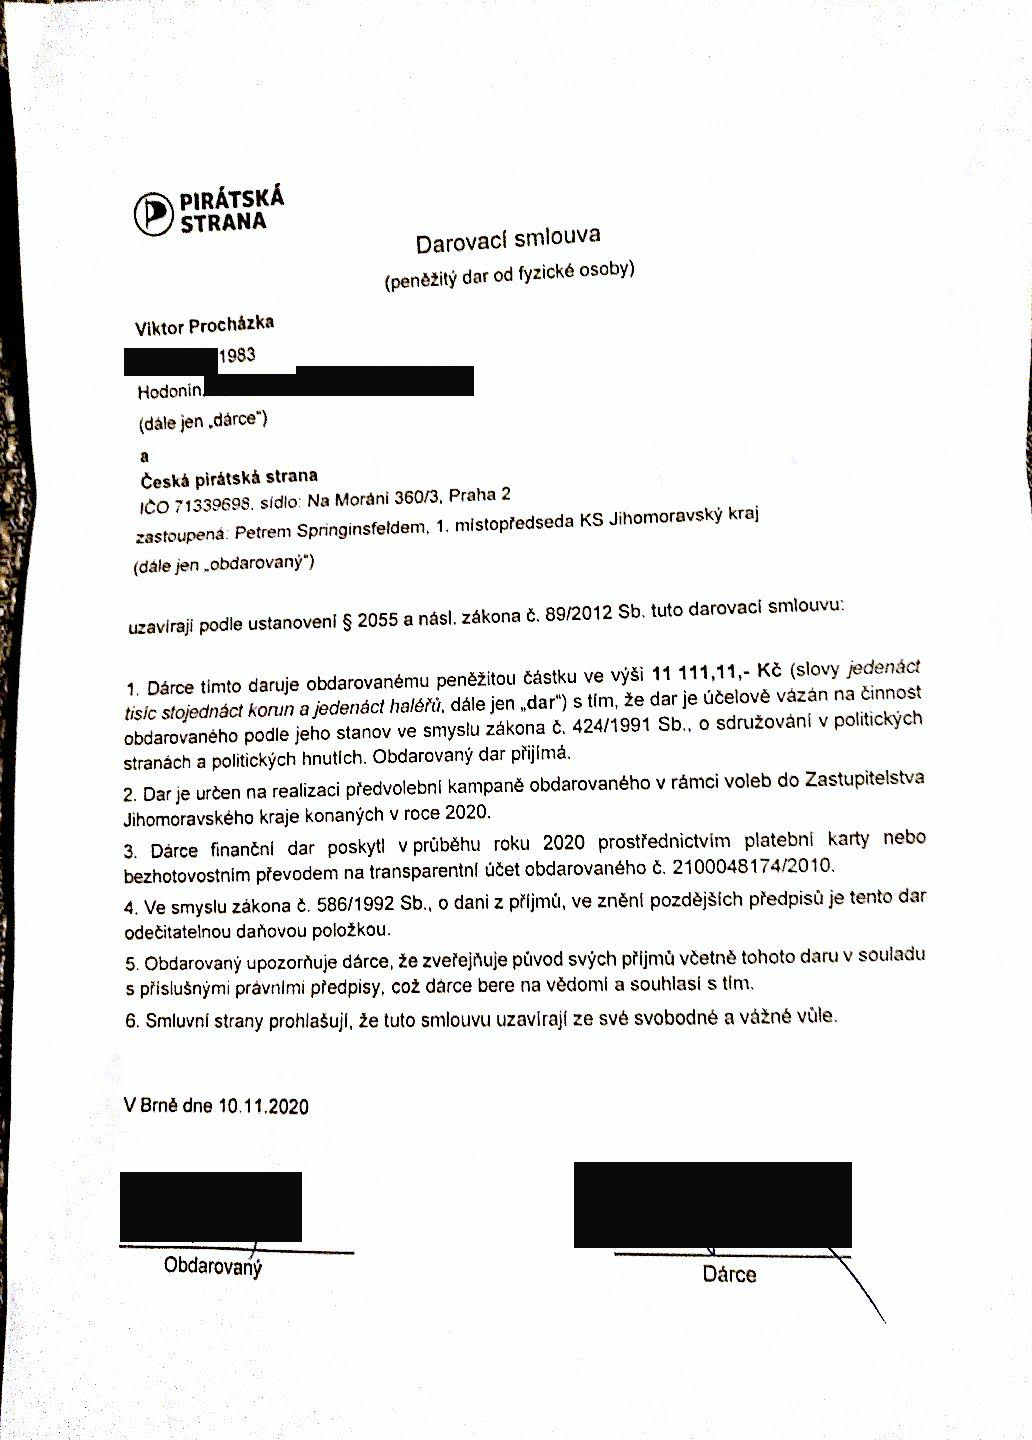 PIRÁTSKÁ
STRANA
Darovací smlouva
(peněžitý dar od fyzické osoby)
Viktor Procházka
1983
Hodonín,
(dále jen „dárce“)
a
Česká pirátská strana
IČO 71339698, sídlo: Na Moráni 360/3, Praha 2
zastoupená: Petrem Springinsfeldem, 1. místopředseda KS Jihomoravský kraj
(dále jen „obdarovaný“)
uzavírají podle ustanovení § 2055 a násl. zákona č. 89/2012 Sb. tuto darovací smlouvu:
1. Dárce tímto daruje obdarovanému peněžitou částku ve výši 11 111,11,- Kč (slovy jedenáct
tisíc stojednáct korun a jedenáct haléřů, dále jen „dar“) s tím, že dar je účelově vázán na činnost
obdarovaného podle jeho stanov ve smyslu zákona č. 424/1991 Sb., o sdružování v politických
stranách a politických hnutích. Obdarovaný dar přijímá.
2. Dar je určen na realizaci předvolební kampaně obdarovaného v rámci voleb do Zastupitelstva
Jihomoravského kraje konaných v roce 2020.
3. Dárce finanční dar poskytl v průběhu roku 2020 prostřednictvím platební karty nebo
bezhotovostním převodem na transparentní účet obdarovaného č. 2100048174/2010.
4. Ve smyslu zákona č. 586/1992 Sb., o dani z příjmů, ve znění pozdějších předpisů je tento dar
odečitatelnou daňovou položkou.
5. Obdarovaný upozorňuje dárce, že zveřejňuje původ svých příjmů včetně tohoto daru v souladu
s příslušnými právními předpisy, což dárce bere na vědomí a souhlasí s tím.
6. Smluvní strany prohlašují, že tuto smlouvu uzavírají ze své svobodné a vážné vůle.
V Brně dne 10.11.2020
Obdarovaný
Dárce